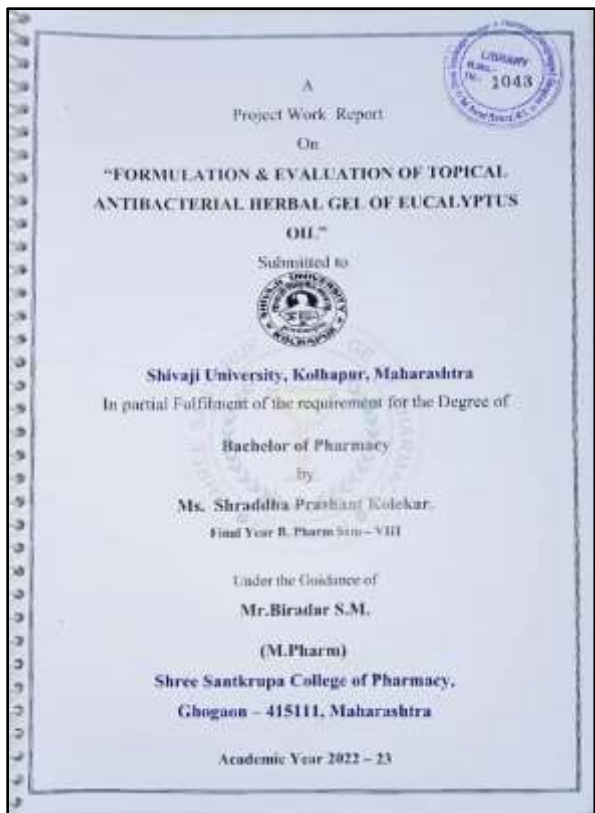 LIBRARY
1043
A
Project Work Report
On
"FORMULATION & EVALUATION OF TOPICAL
ANTIBACTERIAL HERBAL GEL OF EUCALYPTUS
OIL"
Submitted to
SHIVAJI UNIVERSITY
KOLHAPUR
Shivaji University, Kolhapur, Maharashtra
In partial Fulfilment of the requirement for the Degree of
Bachelor of Pharmacy
by
Ms. Shraddha Prashant Kolekar.
Final Year B. Pharm Sem – VIII
Under the Guidance of
Mr.Biradar S.M.
(M.Pharm)
Shree Santkrupa College of Pharmacy,
Ghogaon – 415111, Maharashtra
Academic Year 2022 – 23